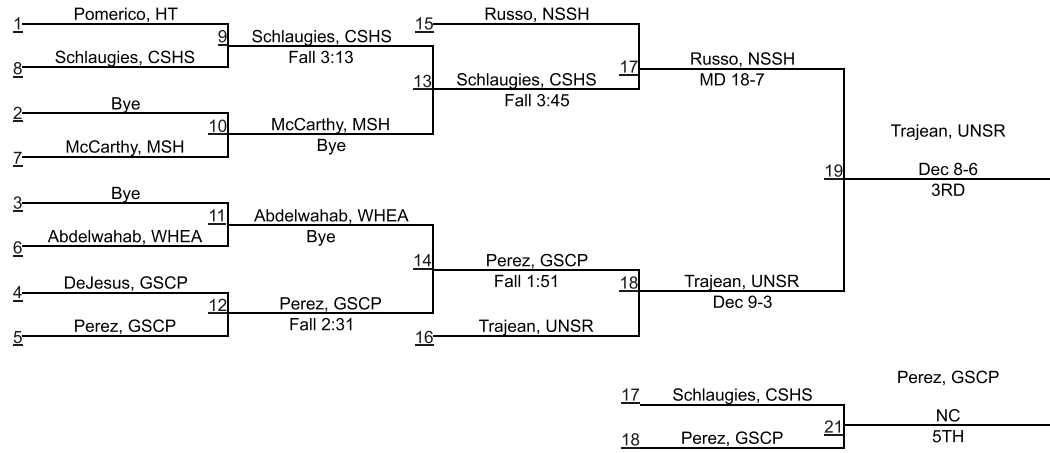 Pomerico, HT
1
9
Schlaugies, CSHS
8
Schlaugies, CSHS
Fall 3:13
Bye
2
10
McCarthy, MSH
7
McCarthy, MSH
Bye
Bye
3
11
Abdelwahab, WHEA
6
Abdelwahab, WHEA
Bye
DeJesus, GSCP
4
12
Perez, GSCP
5
Perez, GSCP
Fall 2:31
Russo, NSSH
15
13
Schlaugies, CSHS
Fall 3:45
17
Russo, NSSH
MD 18-7
14
Perez, GSCP
Fall 1:51
18
Trajean, UNSR
16
Trajean, UNSR
Dec 9-3
19
Trajean, UNSR
Dec 8-6
3RD
17
Schlaugies, CSHS
18
Perez, GSCP
21
Perez, GSCP
NC
5TH